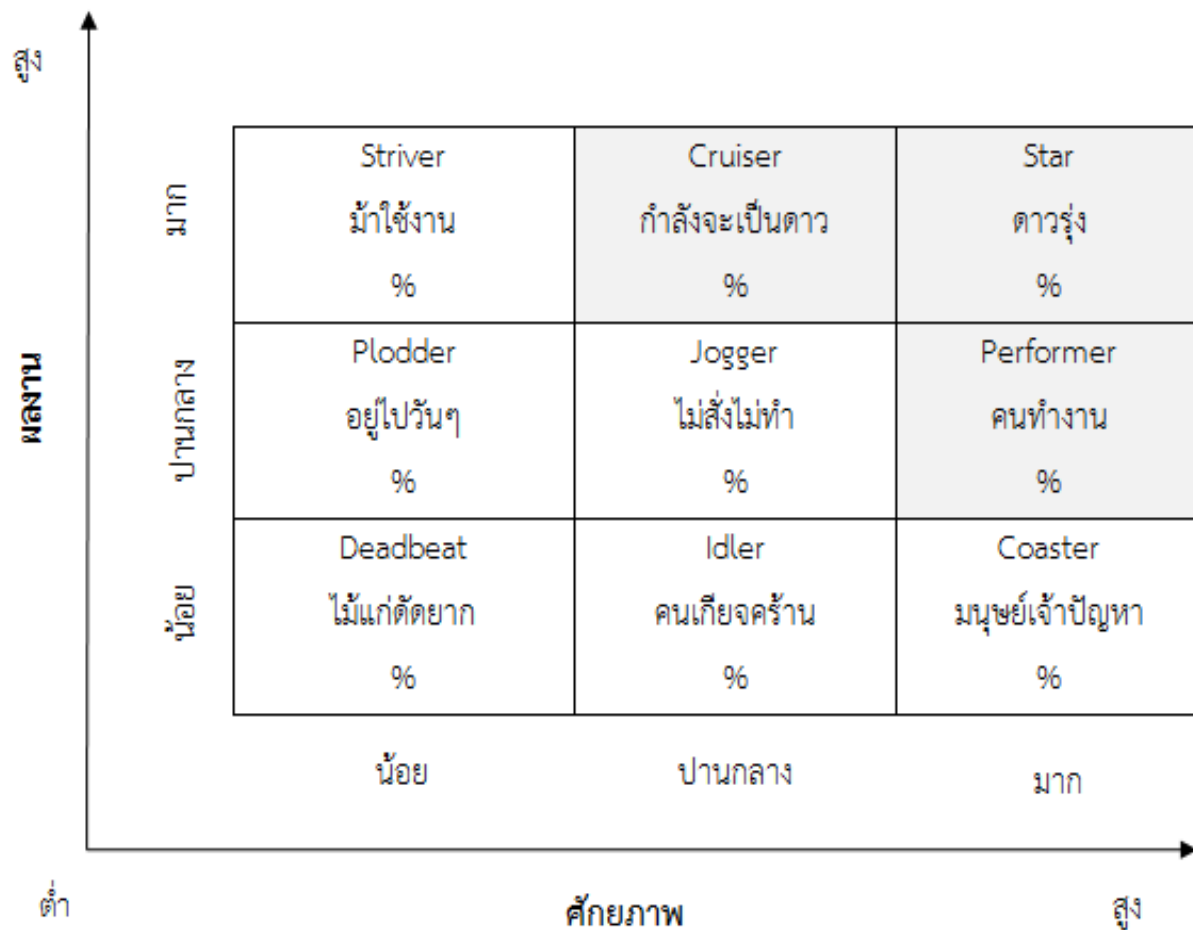 สูง
มาก
Striver
ม้าใช้งาน
%
Cruiser
กำลังจะเป็นดาว
%
Star
ดาวรุ่ง
%
ผลงาน
ปานกลาง
Plodder
อยู่ไปวันๆ
%
Jogger
ไม่สั่งไม่ทำ
%
Performer
คนทำงาน
%
น้อย
Deadbeat
ไม้แก่ดัดยาก
%
Idler
คนเกียจคร้าน
%
Coaster
มนุษย์เจ้าปัญหา
%
น้อย
ปานกลาง
มาก
ต่ำ
ศักยภาพ
สูง